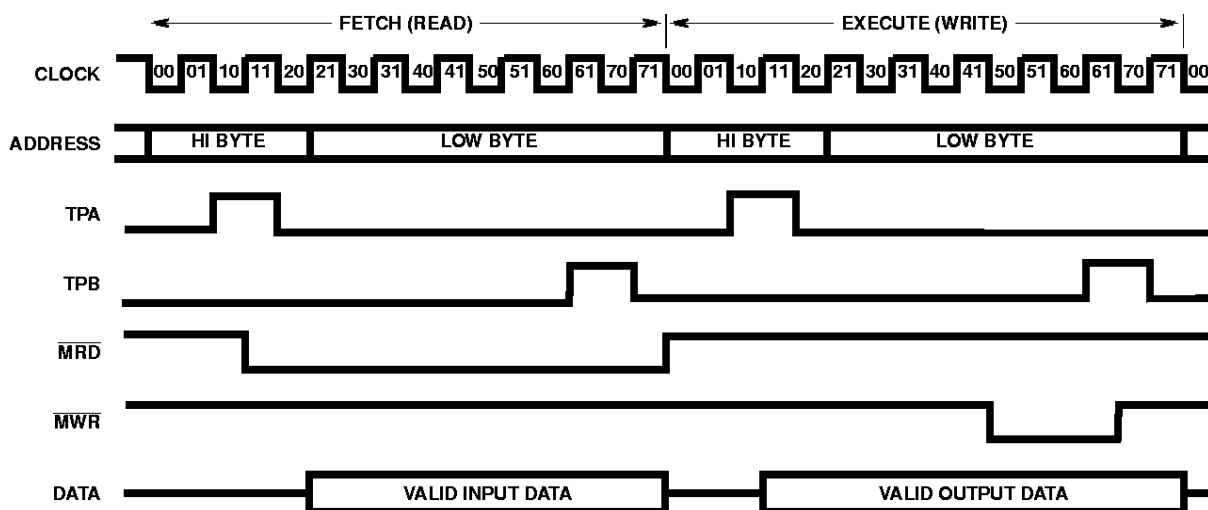 FETCH (READ) EXECUTE (WRITE)
CLOCK 00 01 10 11 20 21 30 31 40 41 50 51 60 61 70 71 00 01 10 11 20 21 30 31 40 41 50 51 60 61 70 71 00
ADDRESS HI BYTE LOW BYTE HI BYTE LOW BYTE
TPA
TPB
MRD
MWR
DATA VALID INPUT DATA VALID OUTPUT DATA